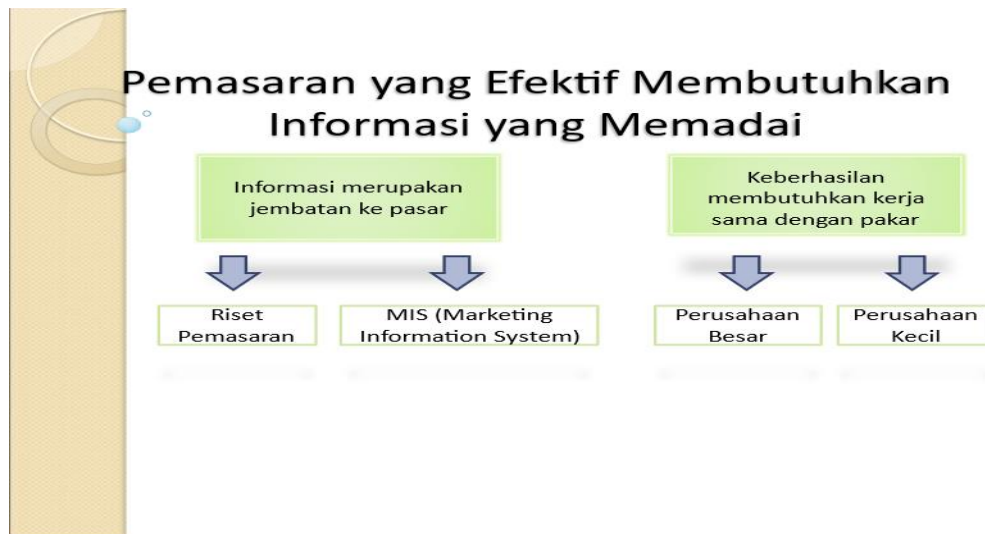 Pemasaran yang Efektif Membutuhkan
Informasi yang Memadai
Informasi merupakan
jembatan ke pasar
Keberhasilan
membutuhkan kerja
sama dengan pakar
Riset
Pemasaran
MIS (Marketing
Information System)
Perusahaan
Besar
Perusahaan
Kecil